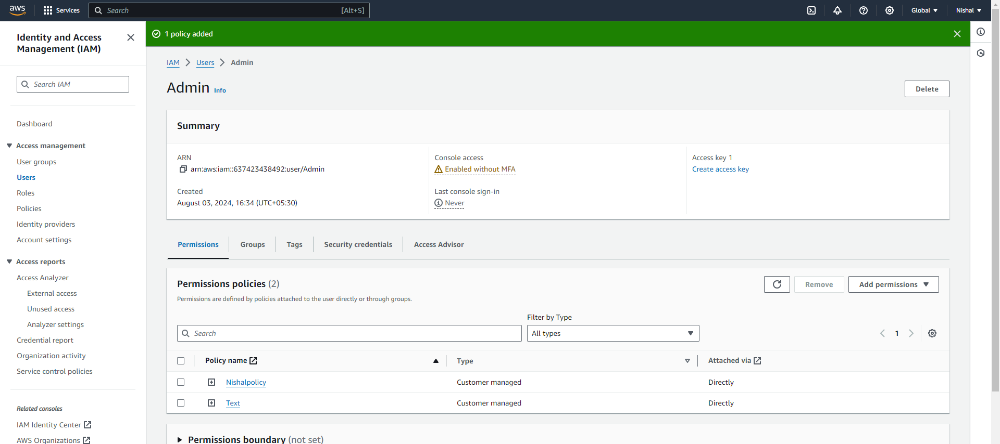 aws
Services
Search
[Alt+S]
Global
Nishal
Identity and Access
Management (IAM)
Search IAM
Dashboard
Access management
User groups
Users
Roles
Policies
Identity providers
Account settings
Access reports
Access Analyzer
External access
Unused access
Analyzer settings
Credential report
Organization activity
Service control policies
Related consoles
IAM Identity Center
AWS Organizations
1 policy added
IAM > Users > Admin
Admin Info
Delete
Summary
ARN
arn:aws:iam::637423438492:user/Admin
Created
August 03, 2024, 16:34 (UTC+05:30)
Console access
Enabled without MFA
Last console sign-in
Never
Access key 1
Create access key
Permissions
Groups
Tags
Security credentials
Access Advisor
Permissions policies (2)
Permissions are defined by policies attached to the user directly or through groups.
Remove
Add permissions
Filter by Type
Search
All types
1
Policy name
Type
Attached via
Nishalpolicy
Customer managed
Directly
Text
Customer managed
Directly
Permissions boundary (not set)